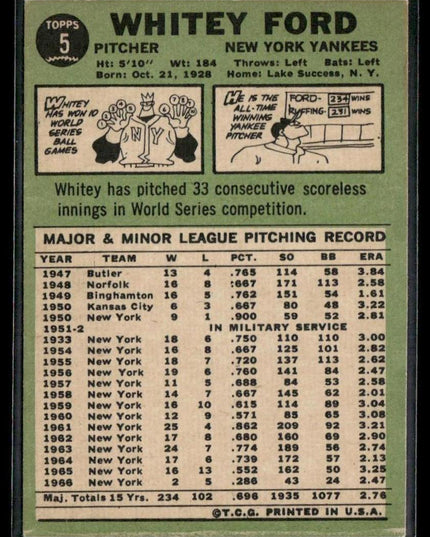 TOPPS
5
WHITEY FORD
PITCHER NEW YORK YANKEES
Ht: 5'10" Wt: 184 Throws: Left Bats: Left
Born: Oct. 21, 1928 Home: Lake Success, N. Y.
WHITEY
HAS WON 10
WORLD
SERIES
BALL
GAMES
NY
HE IS THE
ALL-TIME
WINNING
YANKEE
PITCHER
FORD- 234 WINS
RUFFING- 231 WINS
Whitey has pitched 33 consecutive scoreless
innings in World Series competition.
MAJOR & MINOR LEAGUE PITCHING RECORD
YEAR TEAM W L PCT. SO BB ERA
1947 Butler 13 4 .765 114 58 3.84
1948 Norfolk 16 8 .667 171 113 2.58
1949 Binghamton 16 5 .762 151 54 1.61
1950 Kansas City 6 3 .667 80 48 3.22
1950 New York 9 1 .900 59 52 2.81
1951-2 IN MILITARY SERVICE
1933 New York 18 6 .750 110 110 3.00
1954 New York 16 8 .667 125 101 2.82
1955 New York 18 7 .720 137 113 2.62
1956 New York 19 6 .760 141 84 2.47
1957 New York 11 5 .688 84 53 2.58
1958 New York 14 7 .667 145 62 2.01
1959 New York 16 10 .615 114 89 3.04
1960 New York 12 9 .571 85 65 3.08
1961 New York 25 4 .862 209 92 3.21
1962 New York 17 8 .680 160 69 2.90
1963 New York 24 7 .774 189 56 2.77
1964 New York 17 6 .739 172 57 2.13
1965 New York 16 13 .552 162 50 3.25
1966 New York 2 5 .286 43 24 2.47
Maj. Totals 15 Yrs. 234 102 .696 1935 1077 2.76
©T.C.G. PRINTED IN U.S.A.